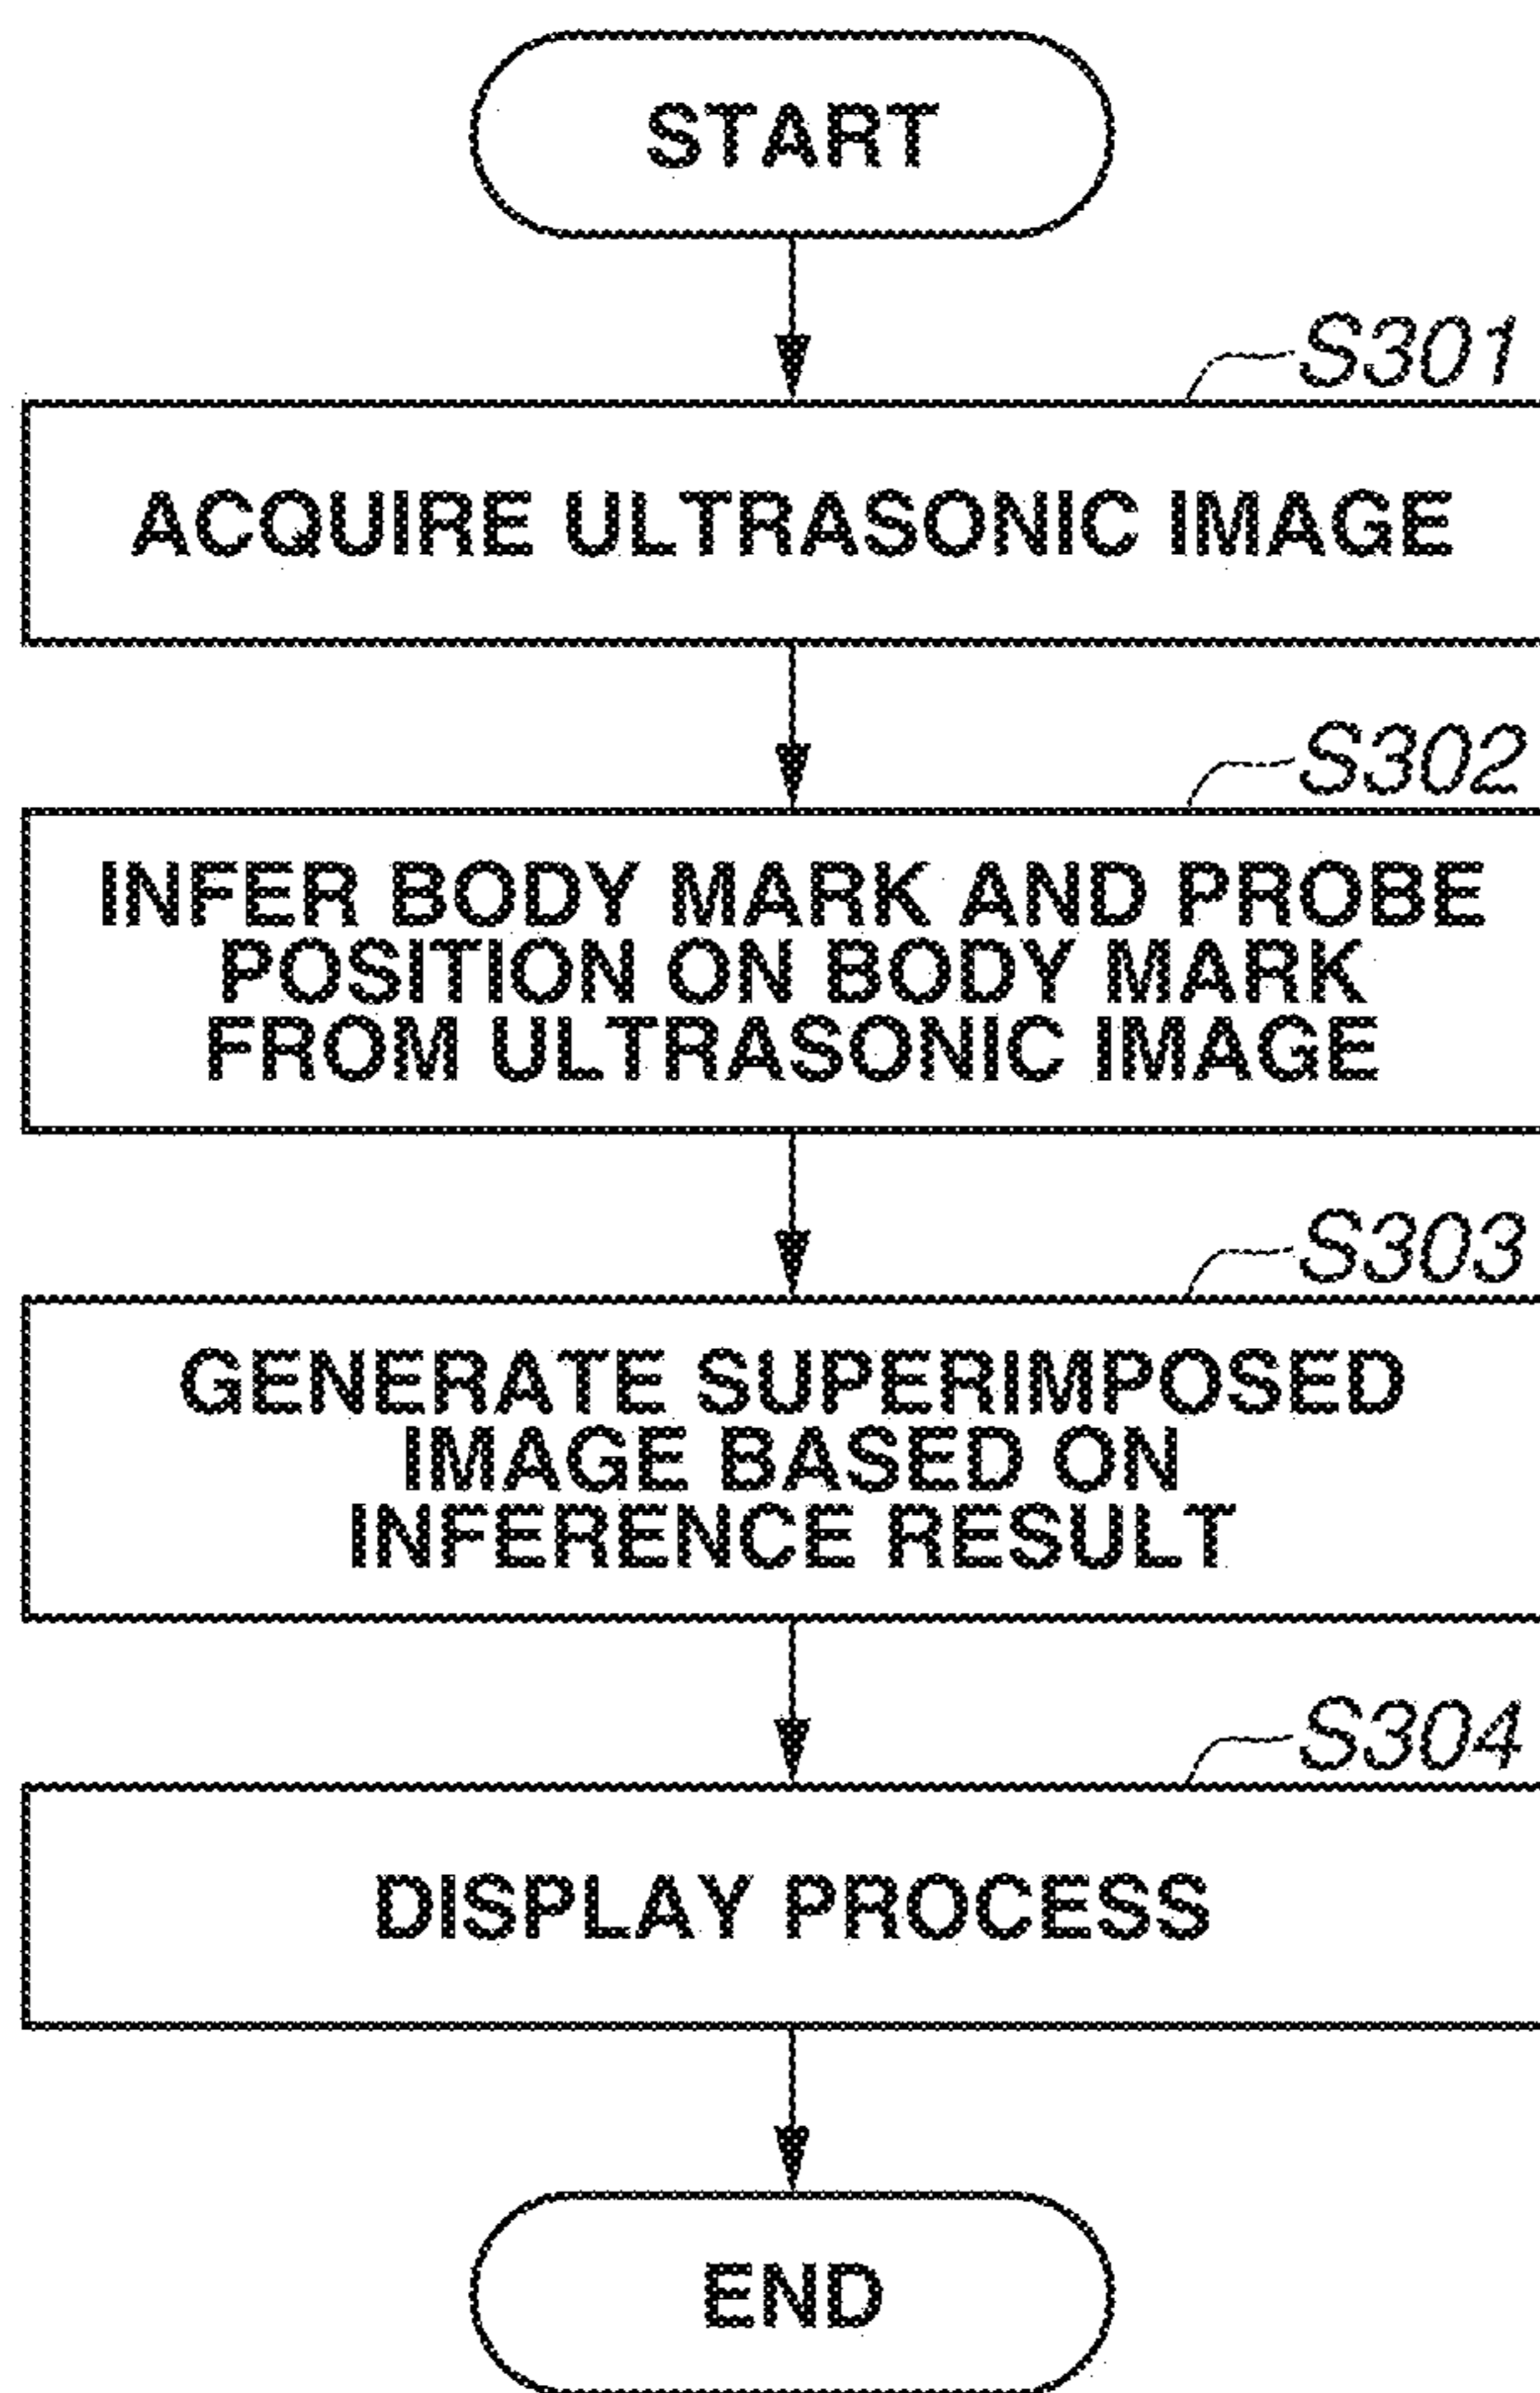 START
S301
ACQUIRE ULTRASONIC IMAGE
S302
INFER BODY MARK AND PROBE
POSITION ON BODY MARK
FROM ULTRASONIC IMAGE
S303
GENERATE SUPERIMPOSED
IMAGE BASED ON
INFERENCE RESULT
S304
DISPLAY PROCESS
END